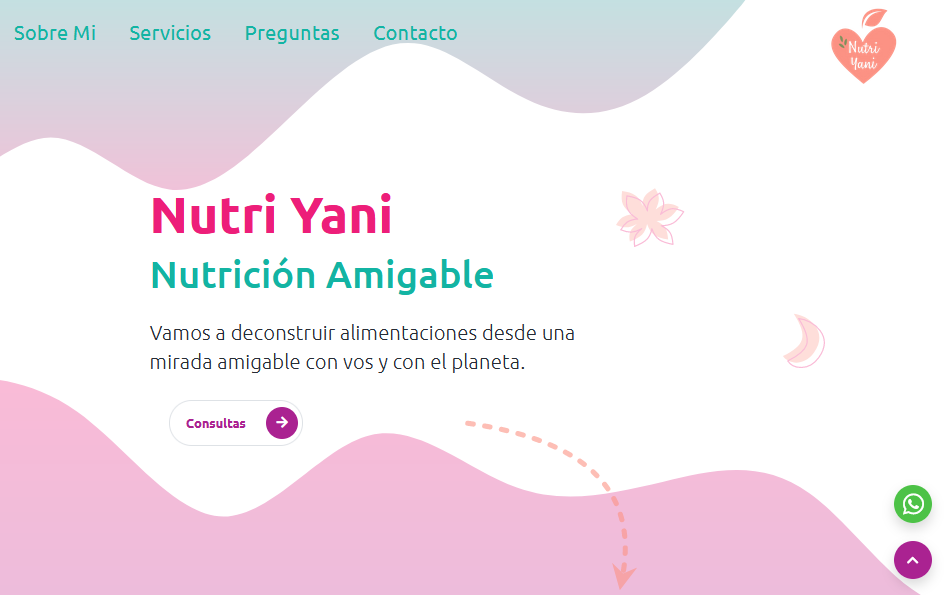 Sobre Mi Servicios Preguntas Contacto
Nutri
Yani
Nutri Yani
Nutrición Amigable
Vamos a deconstruir alimentaciones desde una
mirada amigable con vos y con el planeta.
Consultas